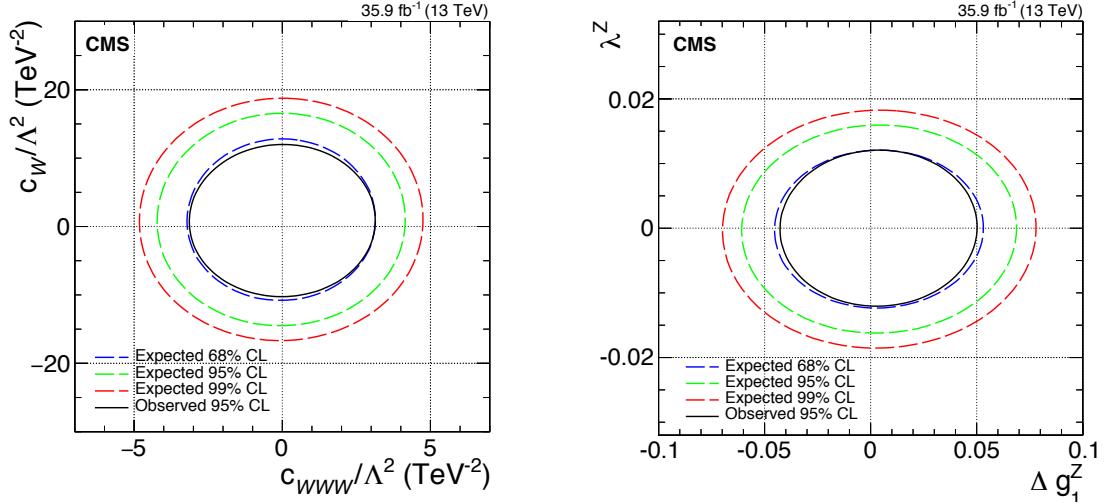 35.9 fb⁻¹ (13 TeV)
CMS
c_W/Λ² (TeV⁻²)
20
0
−20
Expected 68% CL
Expected 95% CL
Expected 99% CL
Observed 95% CL
−5
0
5
c_WWW/Λ² (TeV⁻²)
35.9 fb⁻¹ (13 TeV)
CMS
λ^Z
0.02
0
-0.02
Expected 68% CL
Expected 95% CL
Expected 99% CL
Observed 95% CL
-0.1
-0.05
0
0.05
0.1
Δ g₁^Z